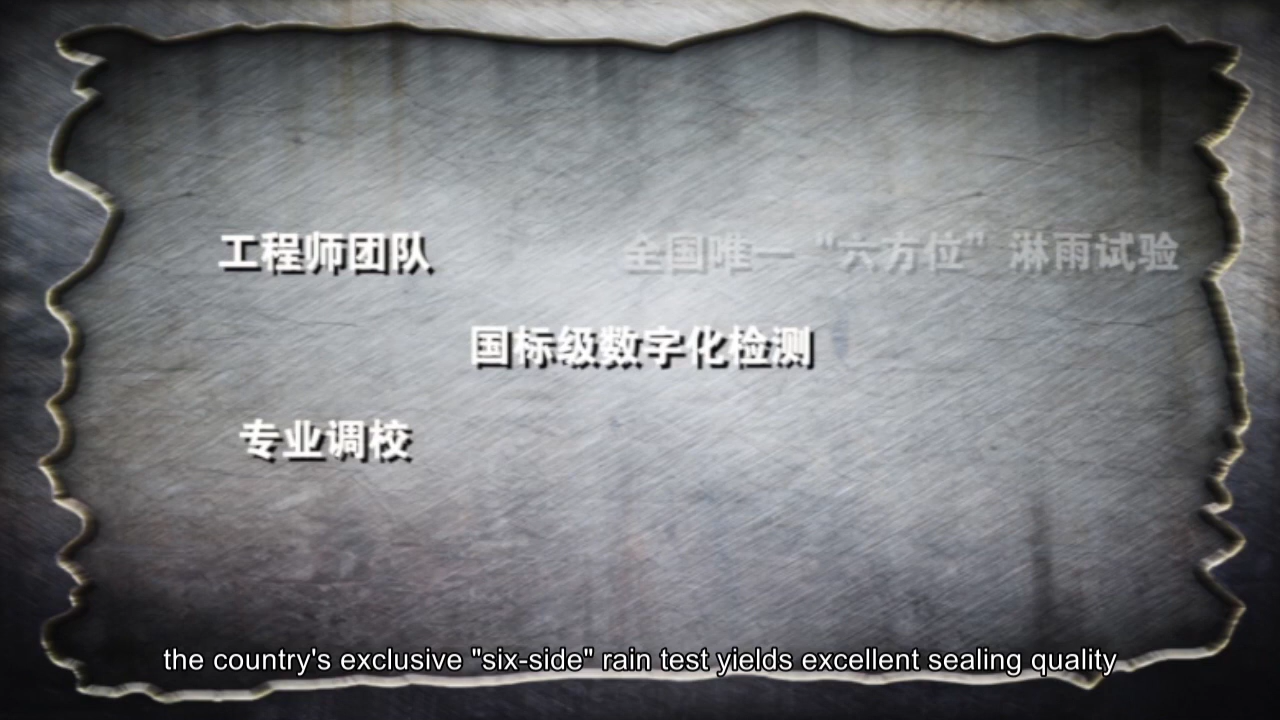 工程师团队
全国唯一“六方位”淋雨试验
国标级数字化检测
专业调校
the country's exclusive "six-side" rain test yields excellent sealing quality